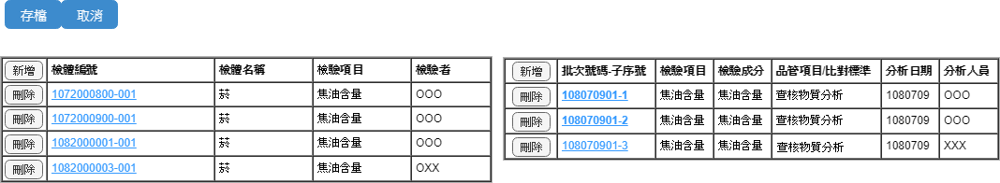 存檔 取消
新增 檢體編號 檢體名稱 檢驗項目 檢驗者
刪除 1072000800-001 菸 焦油含量 OOO
刪除 1072000900-001 菸 焦油含量 OOO
刪除 1082000001-001 菸 焦油含量 OOO
刪除 1082000003-001 菸 焦油含量 OXX
新增 批次號碼-子序號 檢驗項目 檢驗成分 品管項目/比對標準 分析日期 分析人員
刪除 108070901-1 焦油含量 焦油含量 查核物質分析 1080709 OOO
刪除 108070901-2 焦油含量 焦油含量 查核物質分析 1080709 OOO
刪除 108070901-3 焦油含量 焦油含量 查核物質分析 1080709 XXX